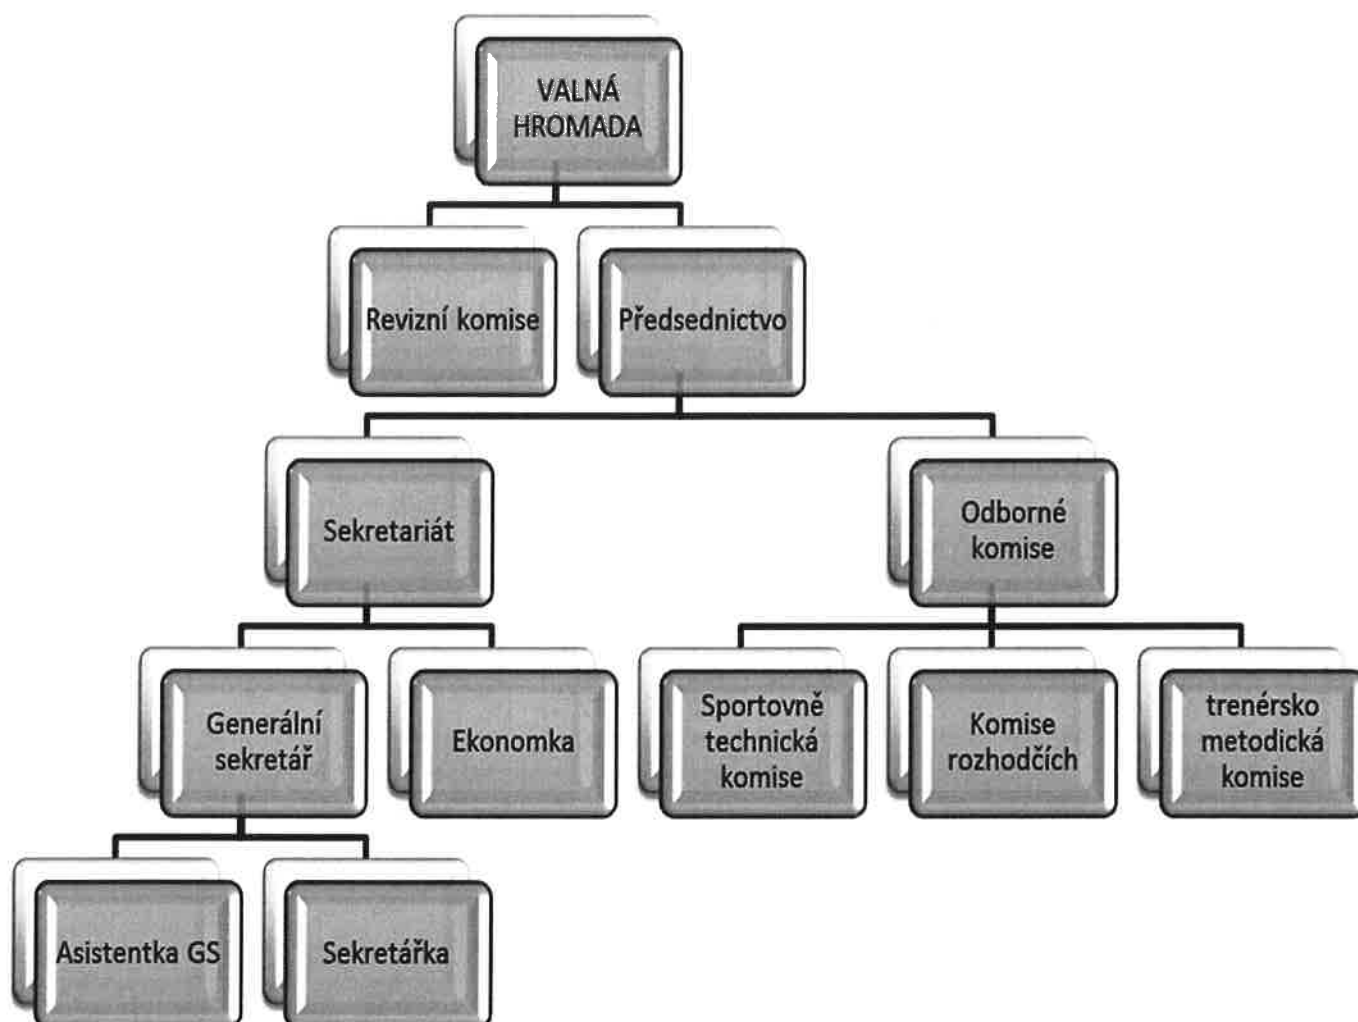 VALNÁ
HROMADA
Revizní komise
Předsednictvo
Sekretariát
Odborné
komise
Generální
sekretář
Ekonomka
Sportovně
technická
komise
Komise
rozhodčích
trenérsko
metodická
komise
Asistentka GS
Sekretářka